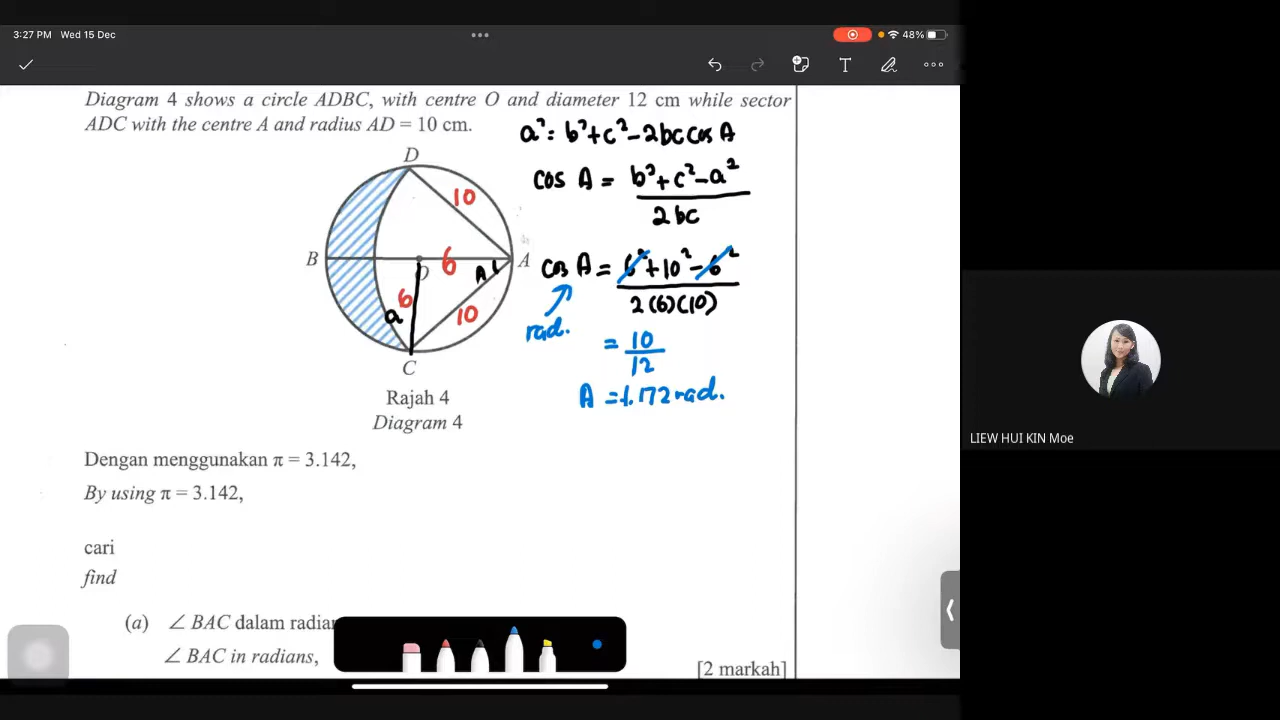 3:27 PM Wed 15 Dec
48%
T
Diagram 4 shows a circle ADBC, with centre O and diameter 12 cm while sector
ADC with the centre A and radius AD = 10 cm.
a² = b² + c² - 2bc cos A
cos A = b² + c² - a²
2bc
D
10
B
O
6
A
A
6
a
10
C
cos A = 6² + 10² - 6²
2(6)(10)
rad.
= 10
12
A = 1.172 rad.
Rajah 4
Diagram 4
Dengan menggunakan π = 3.142,
By using π = 3.142,
cari
find
(a) ∠ BAC dalam radian
∠ BAC in radians,
[2 markah]
LIEW HUI KIN Moe